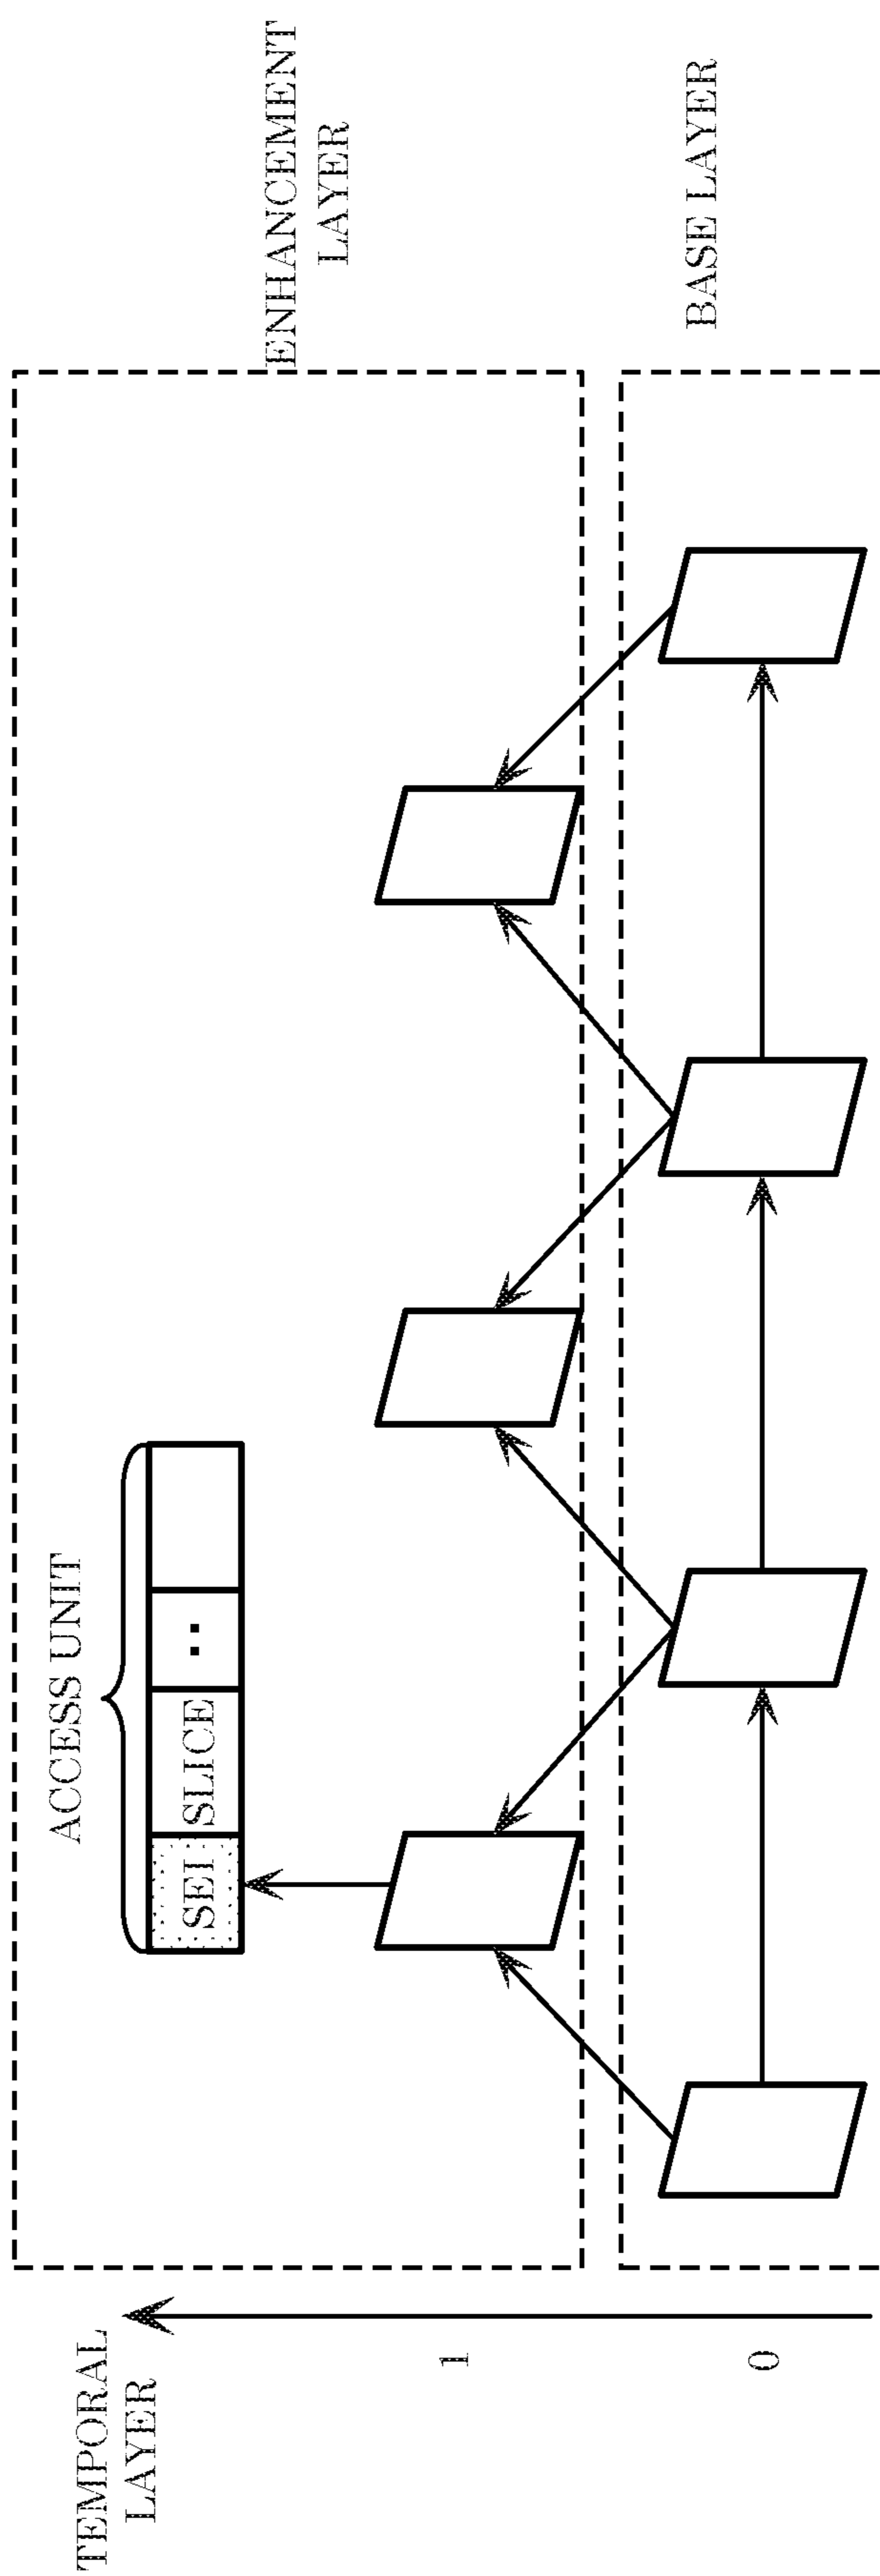 TEMPORAL
LAYER
1
0
ACCESS UNIT
SEI
SLICE
..
ENHANCEMENT
LAYER
BASE LAYER